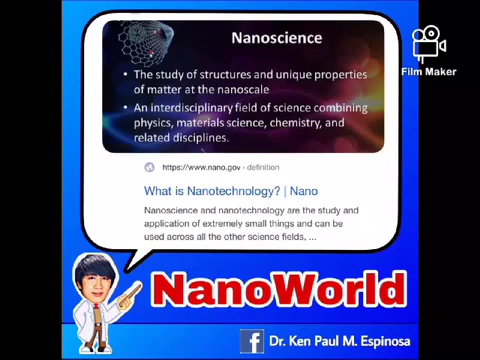 Nanoscience
• The study of structures and unique properties
of matter at the nanoscale
• An interdisciplinary field of science combining
physics, materials science, chemistry, and
related disciplines.
Film Maker
https://www.nano.gov › definition
What is Nanotechnology? | Nano
Nanoscience and nanotechnology are the study and
application of extremely small things and can be
used across all the other science fields, ...
NanoWorld
f Dr. Ken Paul M. Espinosa